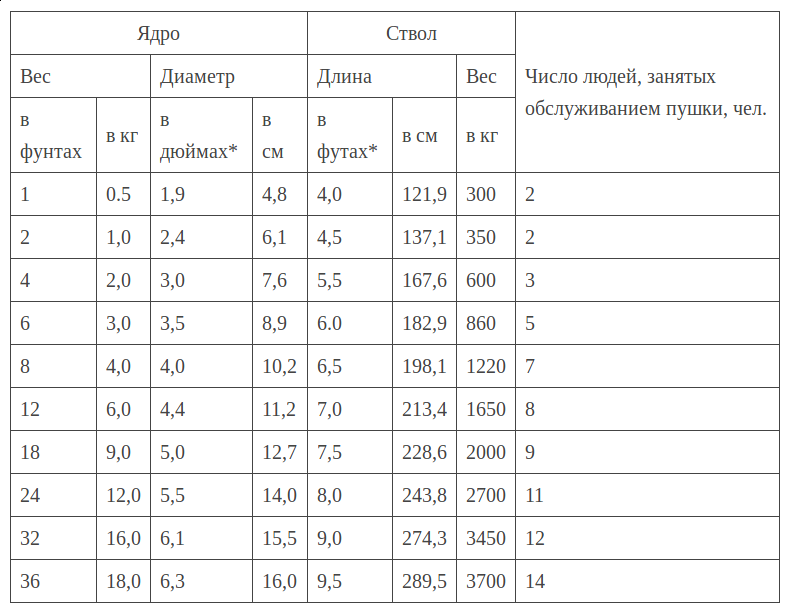 Ядро Ствол
Вес Диаметр Длина Вес Число людей, занятых
обслуживанием пушки, чел.
в
фунтах в кг в
дюймах* в
см в
футах* в см в кг
1 0.5 1,9 4,8 4,0 121,9 300 2
2 1,0 2,4 6,1 4,5 137,1 350 2
4 2,0 3,0 7,6 5,5 167,6 600 3
6 3,0 3,5 8,9 6.0 182,9 860 5
8 4,0 4,0 10,2 6,5 198,1 1220 7
12 6,0 4,4 11,2 7,0 213,4 1650 8
18 9,0 5,0 12,7 7,5 228,6 2000 9
24 12,0 5,5 14,0 8,0 243,8 2700 11
32 16,0 6,1 15,5 9,0 274,3 3450 12
36 18,0 6,3 16,0 9,5 289,5 3700 14